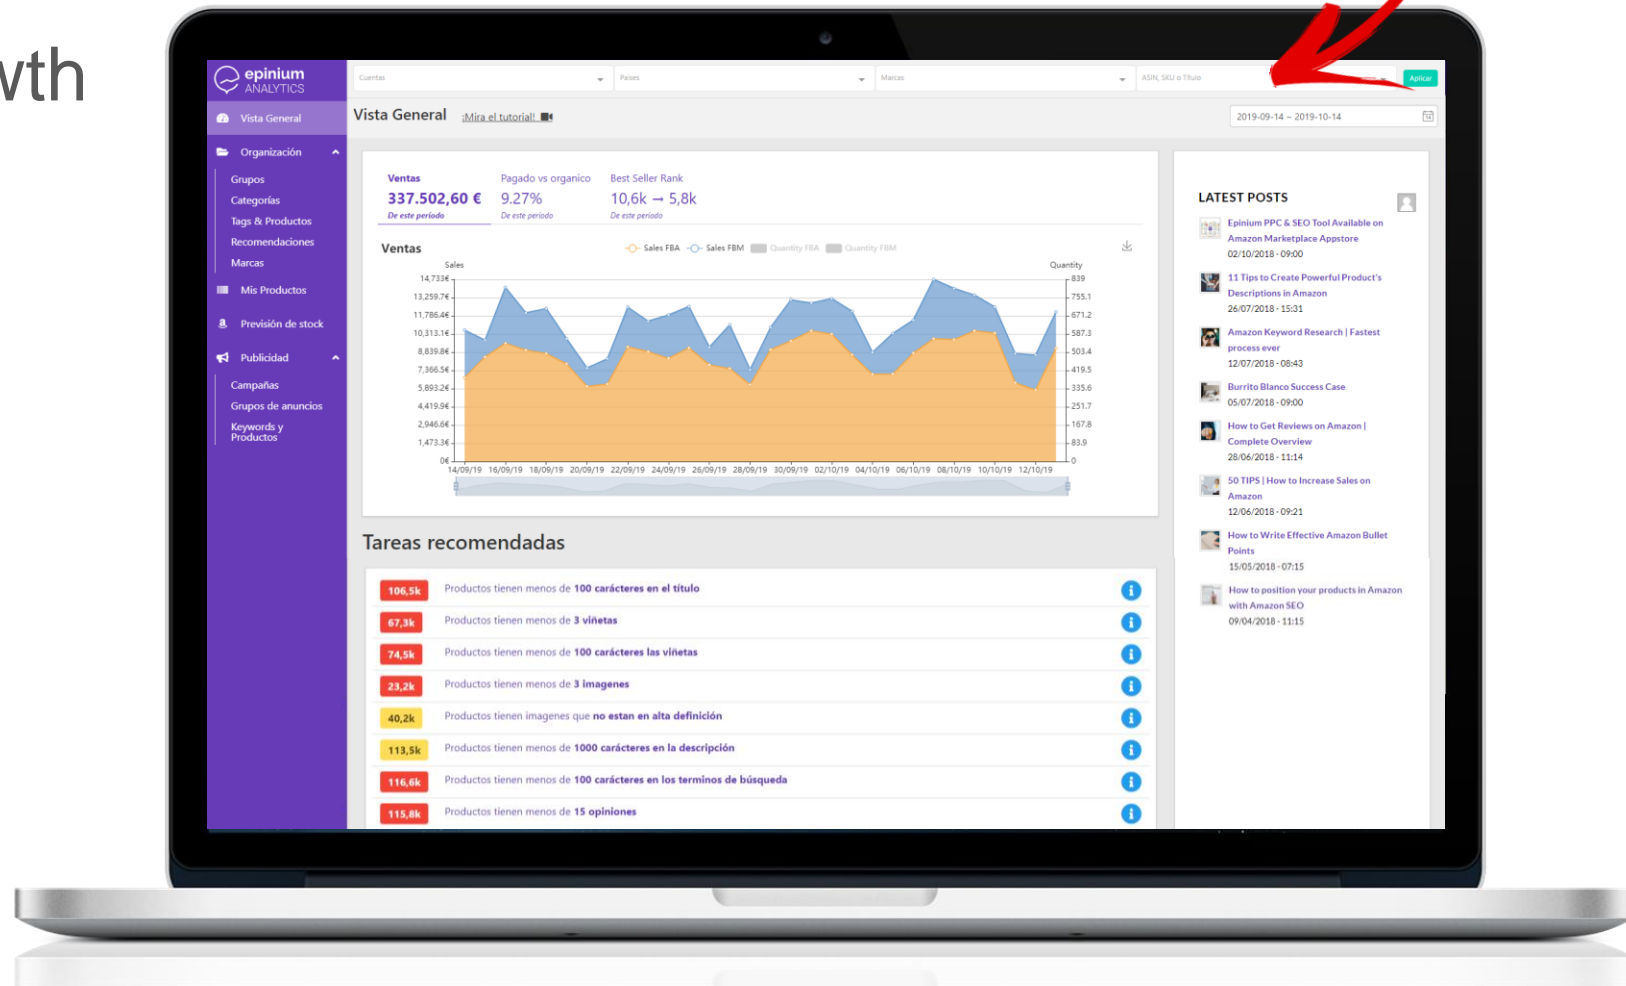 wth
epinium
ANALYTICS
Cuentas
Países
Marcas
ASIN, SKU o Título
Aplicar
Vista General
¡Mira el tutorial!
2019-09-14 ~ 2019-10-14
Vista General
Organización
Grupos
Categorías
Tags & Productos
Recomendaciones
Marcas
Mis Productos
Previsión de stock
Publicidad
Campañas
Grupos de anuncios
Keywords y
Productos
Ventas
337.502,60 €
De este período
Pagado vs organico
9.27%
De este período
Best Seller Rank
10,6k → 5,8k
De este período
Ventas
Sales FBA
Sales FBM
Quantity FBA
Quantity FBM
Sales
Quantity
14,733€
13,259.7€
11,786.4€
10,313.1€
8,839.8€
7,366.5€
5,893.2€
4,419.9€
2,946.6€
1,473.3€
0€
839
755.1
671.2
587.3
503.4
419.5
335.6
251.7
167.8
83.9
0
14/09/19 16/09/19 18/09/19 20/09/19 22/09/19 24/09/19 26/09/19 28/09/19 30/09/19 02/10/19 04/10/19 06/10/19 08/10/19 10/10/19 12/10/19
Tareas recomendadas
106,5k Productos tienen menos de 100 carácteres en el título
67,3k Productos tienen menos de 3 viñetas
74,5k Productos tienen menos de 100 carácteres las viñetas
23,2k Productos tienen menos de 3 imagenes
40,2k Productos tienen imagenes que no estan en alta definición
113,5k Productos tienen menos de 1000 carácteres en la descripción
116,6k Productos tienen menos de 100 carácteres en los terminos de búsqueda
115,8k Productos tienen menos de 15 opiniones
LATEST POSTS
Epinium PPC & SEO Tool Available on
Amazon Marketplace Appstore
02/10/2018 - 09:00
11 Tips to Create Powerful Product's
Descriptions in Amazon
26/07/2018 - 15:31
Amazon Keyword Research | Fastest
process ever
12/07/2018 - 08:43
Burrito Blanco Success Case
05/07/2018 - 09:00
How to Get Reviews on Amazon |
Complete Overview
28/06/2018 - 11:14
50 TIPS | How to Increase Sales on
Amazon
12/06/2018 - 09:21
How to Write Effective Amazon Bullet
Points
15/05/2018 - 07:15
How to position your products in Amazon
with Amazon SEO
09/04/2018 - 11:15